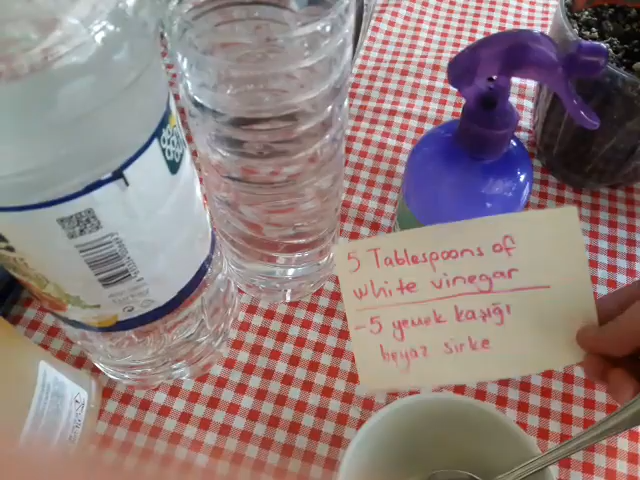 5 Tablespoons of
white vinegar
-5 yemek kaşığı
beyaz sirke